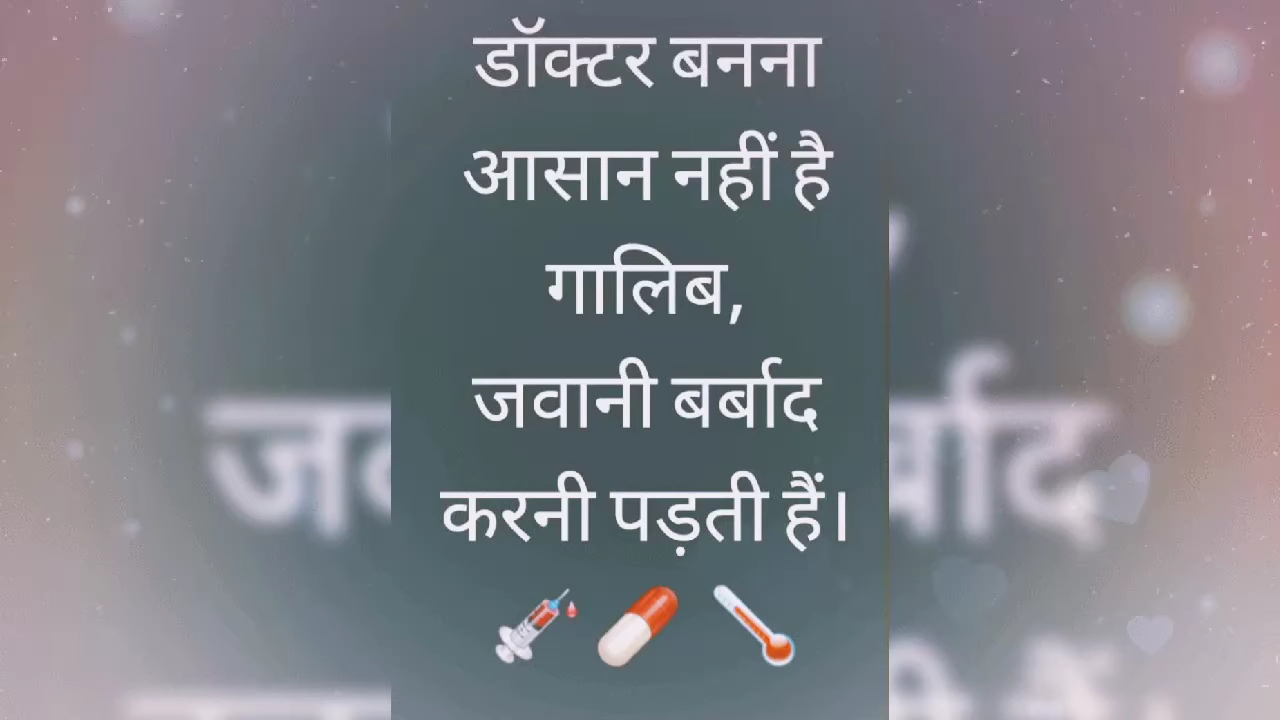 डॉक्टर बनना
आसान नहीं है
गालिब,
जवानी बर्बाद
करनी पड़ती हैं।